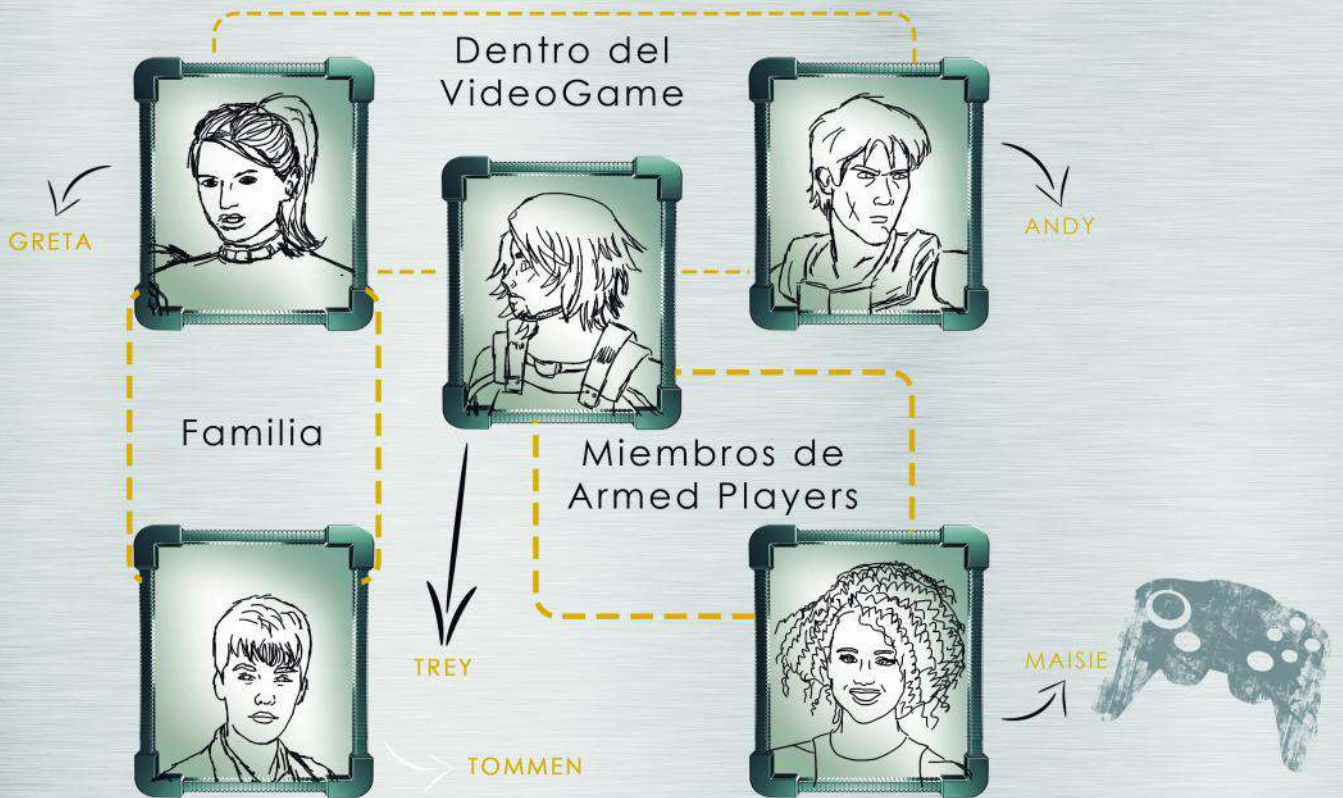 Dentro del
VideoGame
GRETA
ANDY
Familia
Miembros de
Armed Players
TREY
MAISIE
TOMMEN